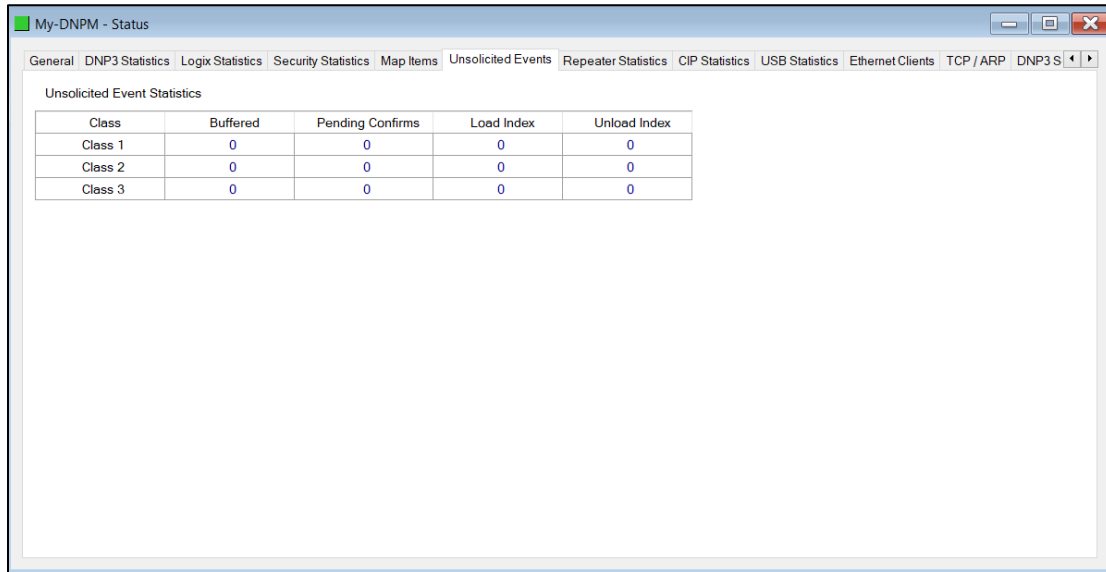 My-DNPM - Status
General DNP3 Statistics Logix Statistics Security Statistics Map Items Unsolicited Events Repeater Statistics CIP Statistics USB Statistics Ethernet Clients TCP / ARP DNP3 S
Unsolicited Event Statistics
Class Buffered Pending Confirms Load Index Unload Index
Class 1 0 0 0 0
Class 2 0 0 0 0
Class 3 0 0 0 0